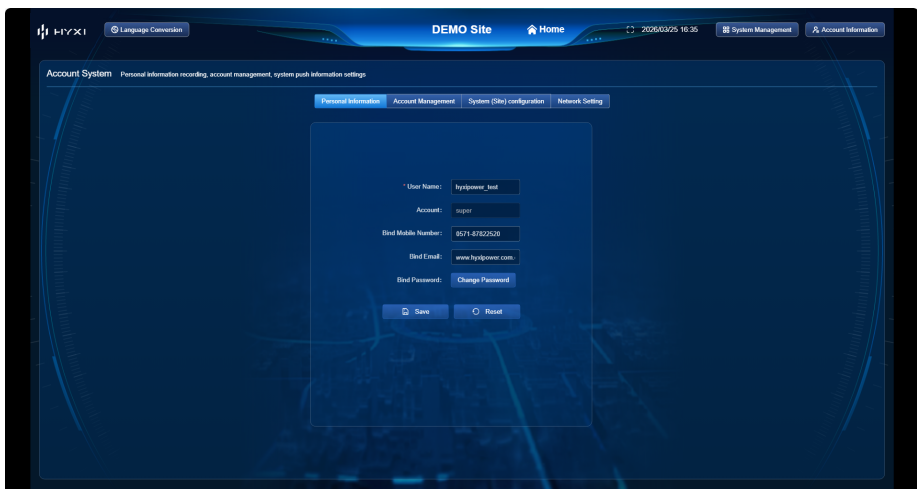 HYXI
Language Conversion
DEMO Site
Home
2026/03/25 16:35
System Management
Account Information
Account System Personal information recording, account management, system push information settings
Personal Information
Account Management
System (Site) configuration
Network Setting
* User Name: hyxipower_test
Account: super
Bind Mobile Number: 0571-87822520
Bind Email: www.hyxipower.com
Bind Password: Change Password
Save
Reset